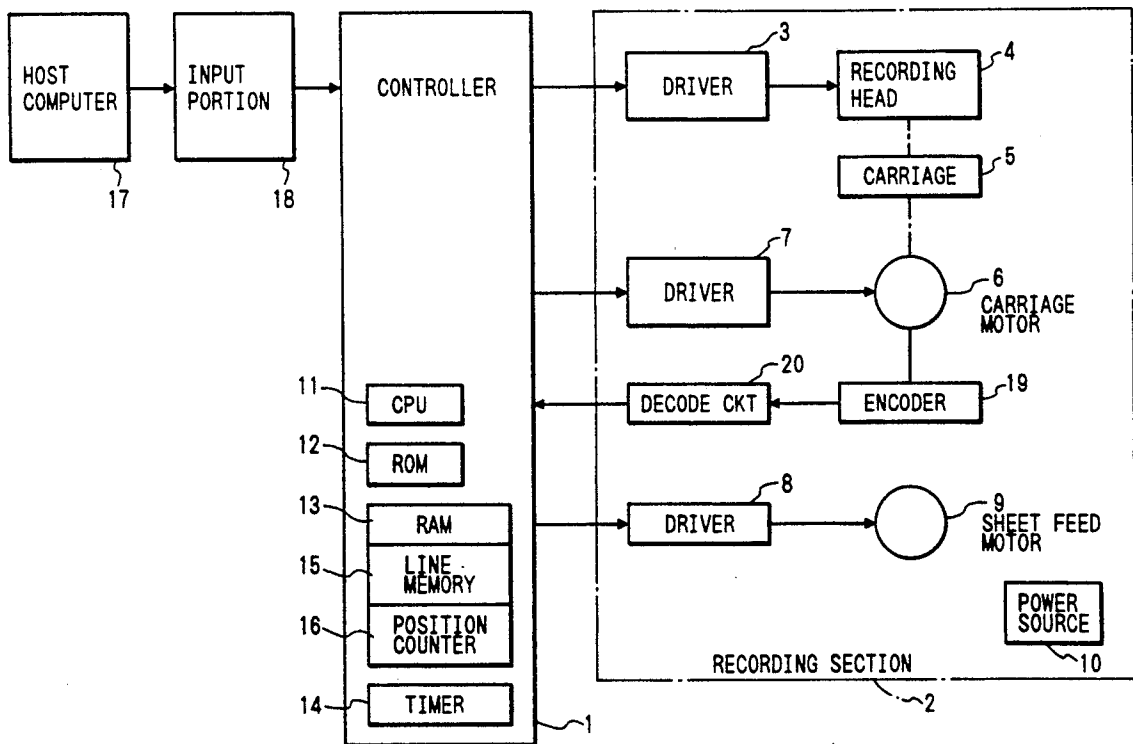 HOST
COMPUTER
17
INPUT
PORTION
18
CONTROLLER
11
CPU
12
ROM
13
RAM
15
LINE
MEMORY
16
POSITION
COUNTER
14
TIMER
1
3
DRIVER
4
RECORDING
HEAD
5
CARRIAGE
7
DRIVER
6
CARRIAGE
MOTOR
20
DECODE CKT
19
ENCODER
8
DRIVER
9
SHEET FEED
MOTOR
POWER
SOURCE
10
RECORDING SECTION
2